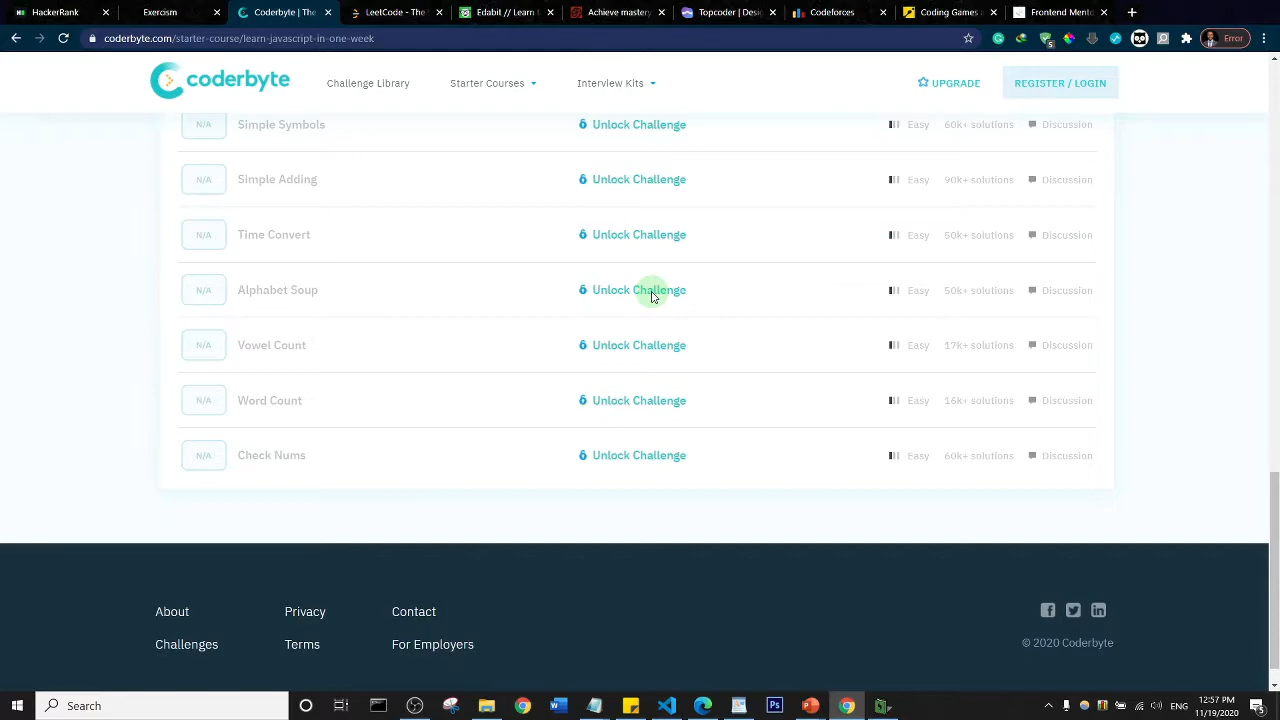 HackerRank
Exercism
Coderbyte | The
LeetCode - The
Edabit // Learn
Achieve mastery
Topcoder | Desig
Codeforces
Coding Games
Frontend Mento
coderbyte.com/starter-course/learn-javascript-in-one-week
Error
coderbyte
Challenge Library
Starter Courses
Interview Kits
UPGRADE
REGISTER / LOGIN
N/A Simple Symbols Unlock Challenge Easy 60k+ solutions Discussion
N/A Simple Adding Unlock Challenge Easy 90k+ solutions Discussion
N/A Time Convert Unlock Challenge Easy 50k+ solutions Discussion
N/A Alphabet Soup Unlock Challenge Easy 50k+ solutions Discussion
N/A Vowel Count Unlock Challenge Easy 17k+ solutions Discussion
N/A Word Count Unlock Challenge Easy 16k+ solutions Discussion
N/A Check Nums Unlock Challenge Easy 60k+ solutions Discussion
About Privacy Contact
Challenges Terms For Employers
© 2020 Coderbyte
Search
ENG
12:57 PM
11/19/2020